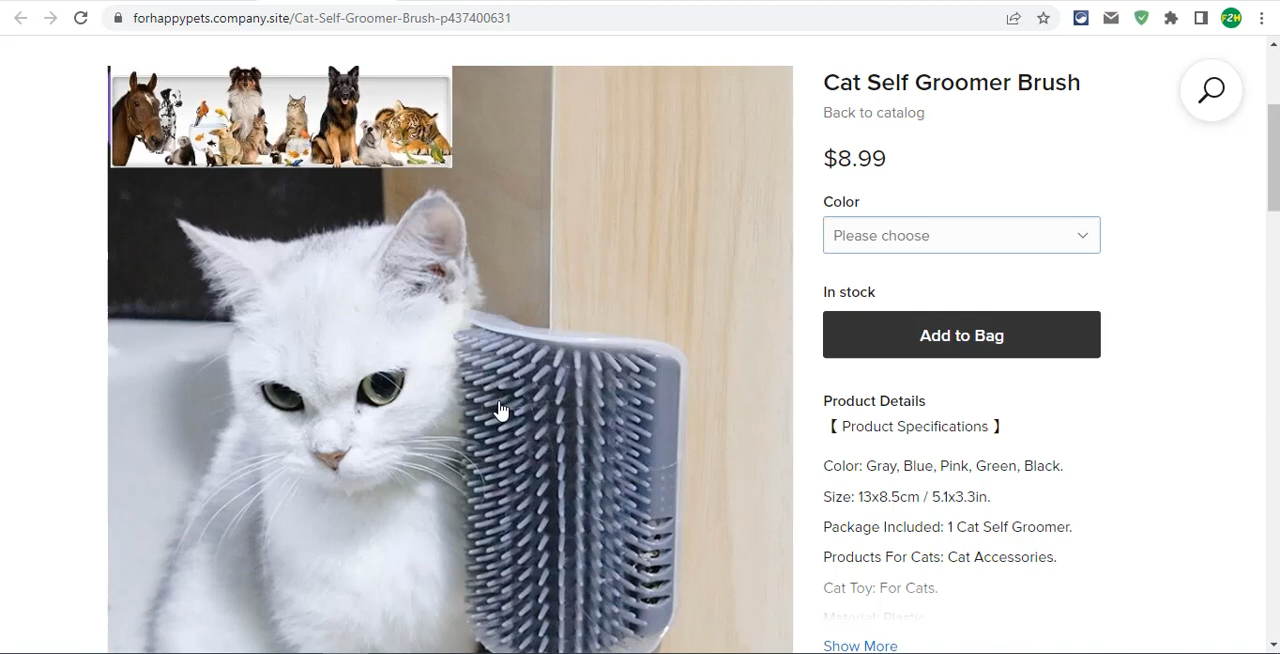 forhappypets.company.site/Cat-Self-Groomer-Brush-p437400631
F2H
Cat Self Groomer Brush
Back to catalog
$8.99
Color
Please choose
In stock
Add to Bag
Product Details
【 Product Specifications 】
Color: Gray, Blue, Pink, Green, Black.
Size: 13x8.5cm / 5.1x3.3in.
Package Included: 1 Cat Self Groomer.
Products For Cats: Cat Accessories.
Cat Toy: For Cats.
Material: Plastic
Show More